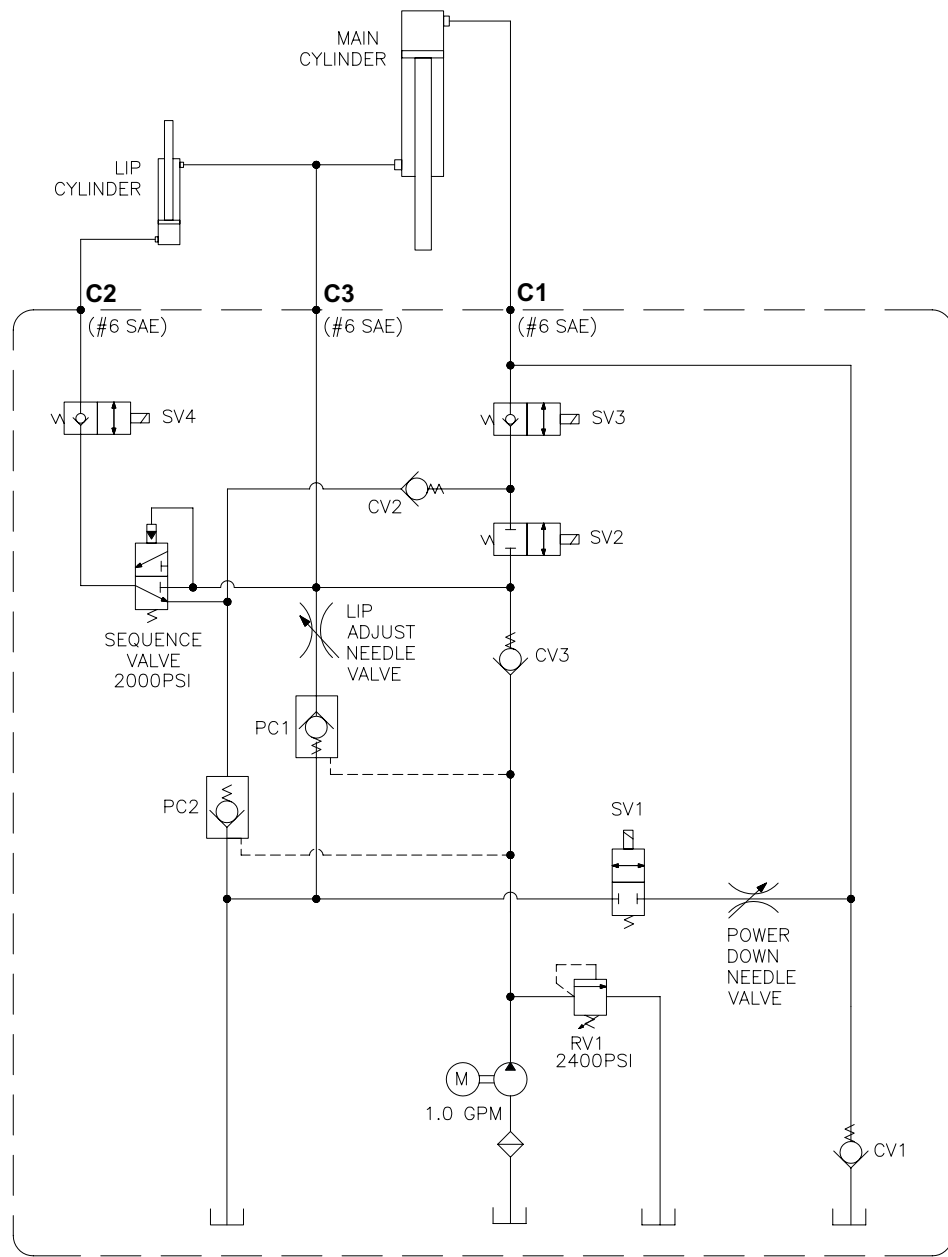 MAIN
CYLINDER
LIP
CYLINDER
C2
(#6 SAE)
C3
(#6 SAE)
C1
(#6 SAE)
SV4
SV3
CV2
SV2
SEQUENCE
VALVE
2000PSI
LIP
ADJUST
NEEDLE
VALVE
CV3
PC1
PC2
SV1
POWER
DOWN
NEEDLE
VALVE
RV1
2400PSI
M
1.0 GPM
CV1